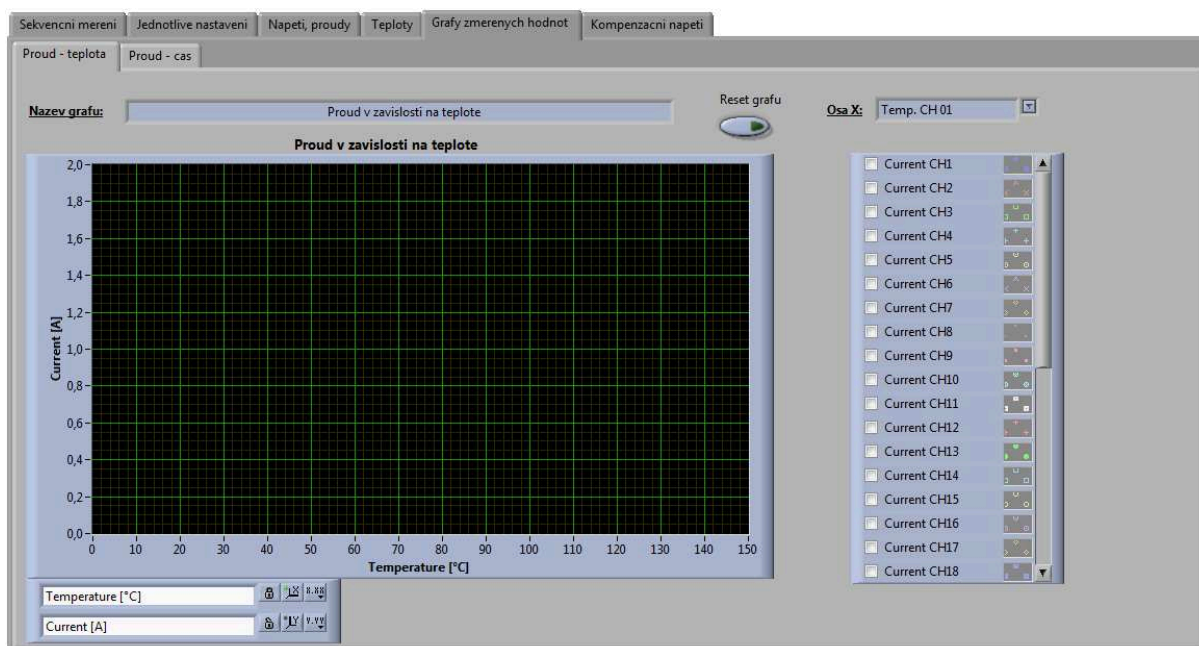 Sekvencni mereni Jednotlive nastaveni Napeti, proudy Teploty Grafy zmerenych hodnot Kompenzacni napeti
Proud - teplota Proud - cas
Nazev grafu: Proud v zavislosti na teplote Reset grafu Osa X: Temp. CH 01
Proud v zavislosti na teplote
2,0
1,8
1,6
1,4
1,2
1,0
0,8
0,6
0,4
0,2
0,0
Current [A]
0 10 20 30 40 50 60 70 80 90 100 110 120 130 140 150
Temperature [°C]
Current CH1
Current CH2
Current CH3
Current CH4
Current CH5
Current CH6
Current CH7
Current CH8
Current CH9
Current CH10
Current CH11
Current CH12
Current CH13
Current CH14
Current CH15
Current CH16
Current CH17
Current CH18
Temperature [°C] X X.XX
Current [A] Y Y.YY